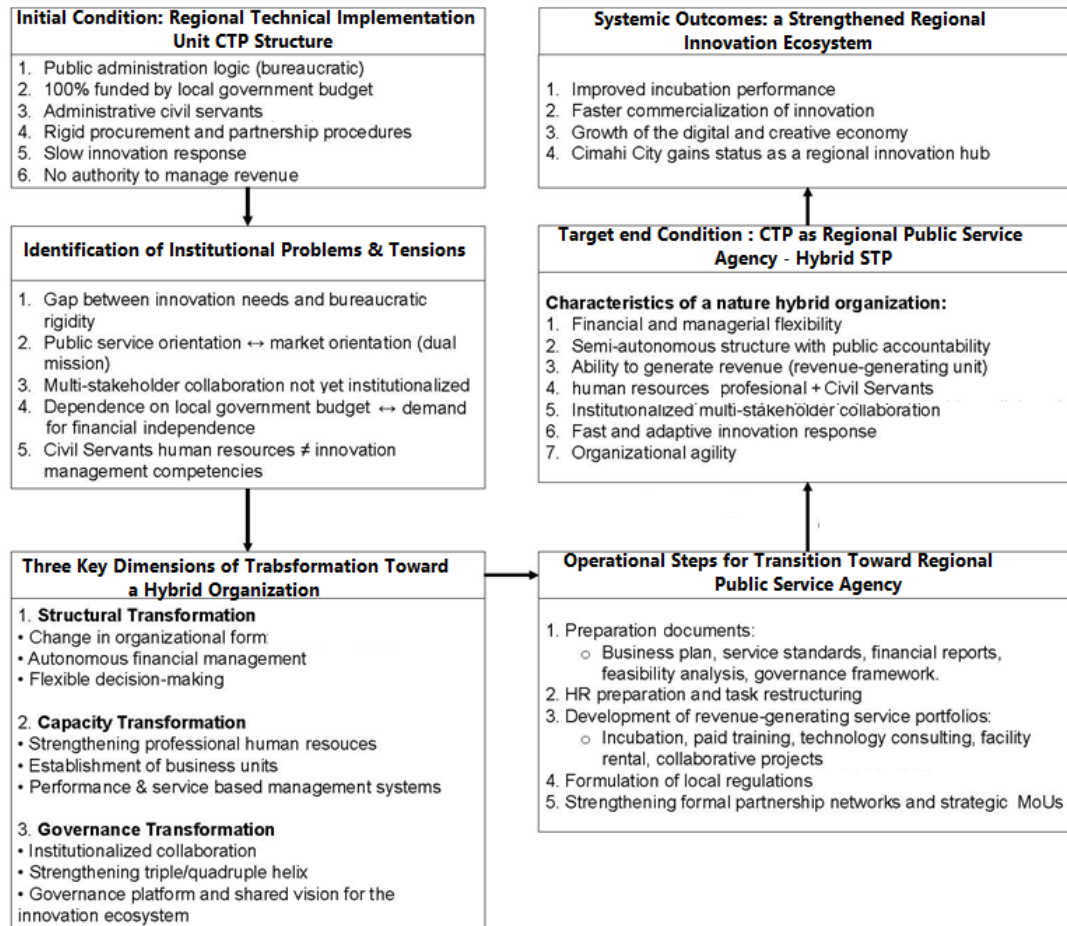 Initial Condition: Regional Technical Implementation
Unit CTP Structure
1. Public administration logic (bureaucratic)
2. 100% funded by local government budget
3. Administrative civil servants
4. Rigid procurement and partnership procedures
5. Slow innovation response
6. No authority to manage revenue
Identification of Institutional Problems & Tensions
1. Gap between innovation needs and bureaucratic
rigidity
2. Public service orientation ↔ market orientation (dual
mission)
3. Multi-stakeholder collaboration not yet institutionalized
4. Dependence on local government budget ↔ demand
for financial independence
5. Civil Servants human resources ≠ innovation
management competencies
Three Key Dimensions of Trabsformation Toward
a Hybrid Organization
1. Structural Transformation
• Change in organizational form:
• Autonomous financial management
• Flexible decision-making
2. Capacity Transformation
• Strengthening professional human resouces
• Establishment of business units
• Performance & service based management systems
3. Governance Transformation
• Institutionalized collaboration
• Strengthening triple/quadruple helix
• Governance platform and shared vision for the
innovation ecosystem
Operational Steps for Transition Toward Regional
Public Service Agency
1. Preparation documents:
o Business plan, service standards, financial reports,
feasibility analysis, governance framework.
2. HR preparation and task restructuring
3. Development of revenue-generating service portfolios:
o Incubation, paid training, technology consulting, facility
rental, collaborative projects
4. Formulation of local regulations
5. Strengthening formal partnership networks and strategic MoUs
Target end Condition : CTP as Regional Public Service
Agency - Hybrid STP
Characteristics of a nature hybrid organization:
1. Financial and managerial flexibility
2. Semi-autonomous structure with public accountability
3. Ability to generate revenue (revenue-generating unit)
4. human resources profesional + Civil Servants
5. Institutionalized multi-stakeholder collaboration
6. Fast and adaptive innovation response
7. Organizational agility
Systemic Outcomes: a Strengthened Regional
Innovation Ecosystem
1. Improved incubation performance
2. Faster commercialization of innovation
3. Growth of the digital and creative economy
4. Cimahi City gains status as a regional innovation hub